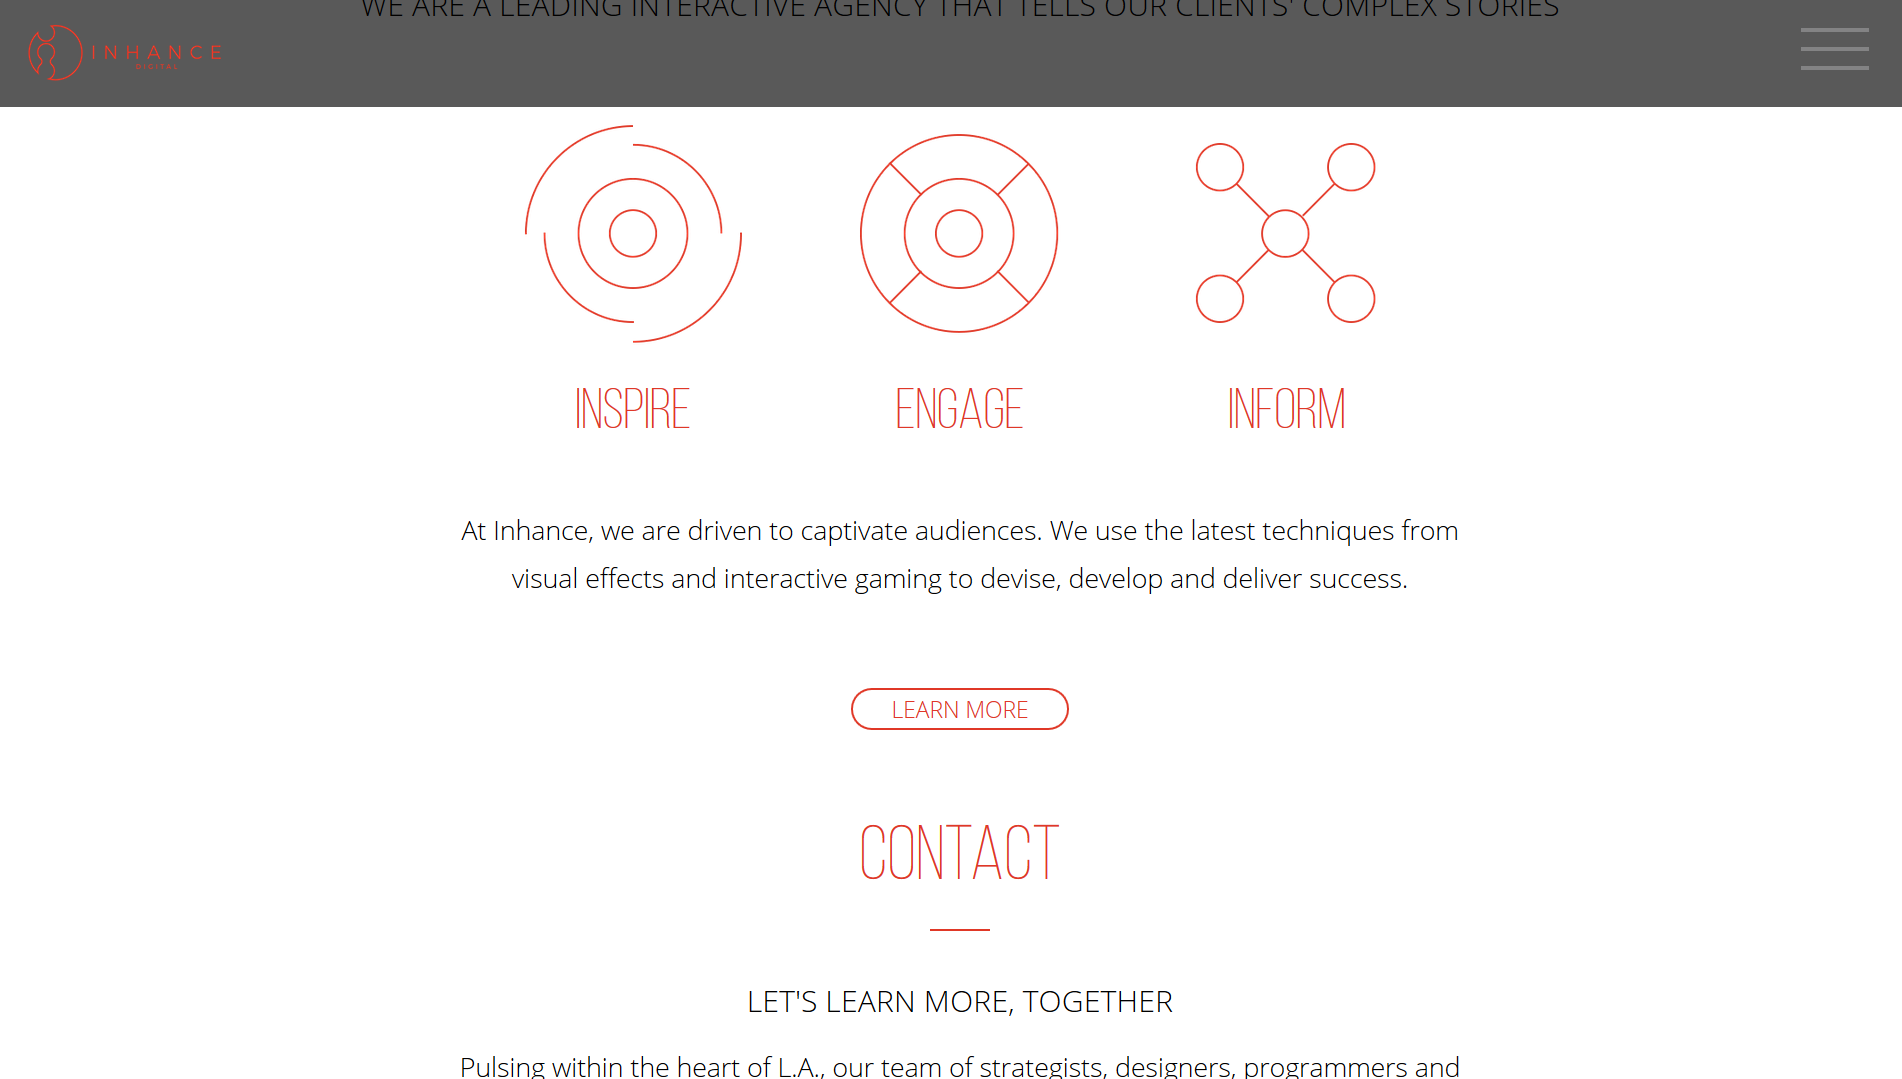 WE ARE A LEADING INTERACTIVE AGENCY THAT TELLS OUR CLIENTS' COMPLEX STORIES
INHANCE
DIGITAL
INSPIRE
ENGAGE
INFORM
At Inhance, we are driven to captivate audiences. We use the latest techniques from
visual effects and interactive gaming to devise, develop and deliver success.
LEARN MORE
CONTACT
LET'S LEARN MORE, TOGETHER
Pulsing within the heart of L.A., our team of strategists, designers, programmers and